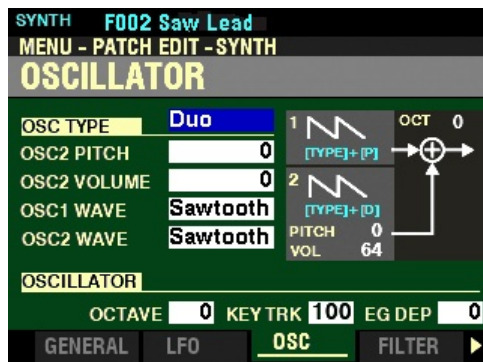 SYNTH F002 Saw Lead
MENU - PATCH EDIT - SYNTH
OSCILLATOR
OSC TYPE Duo
OSC2 PITCH 0
OSC2 VOLUME 0
OSC1 WAVE Sawtooth
OSC2 WAVE Sawtooth
1 OCT 0
[TYPE]+[P]
2
[TYPE]+[D]
PITCH 0
VOL 64
OSCILLATOR
OCTAVE 0 KEY TRK 100 EG DEP 0
GENERAL LFO OSC FILTER